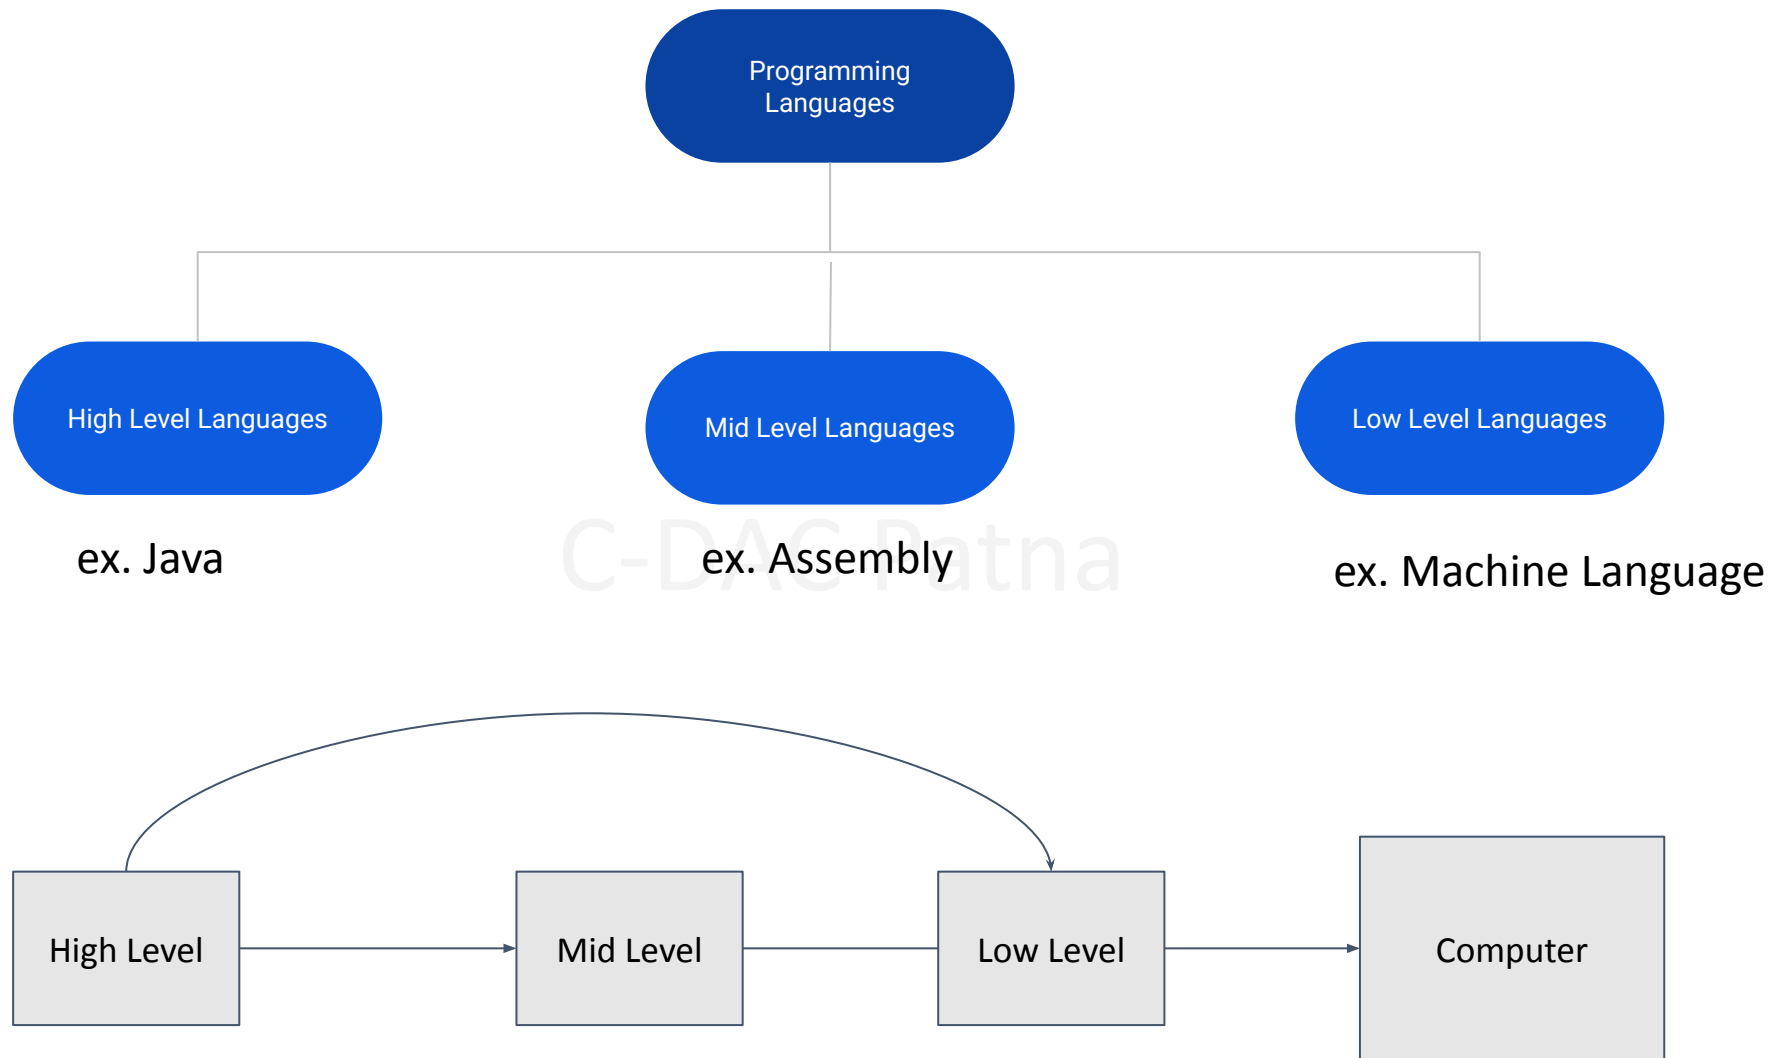 Programming
Languages
High Level Languages
Mid Level Languages
Low Level Languages
C-DAC Patna
ex. Java
ex. Assembly
ex. Machine Language
High Level
Mid Level
Low Level
Computer